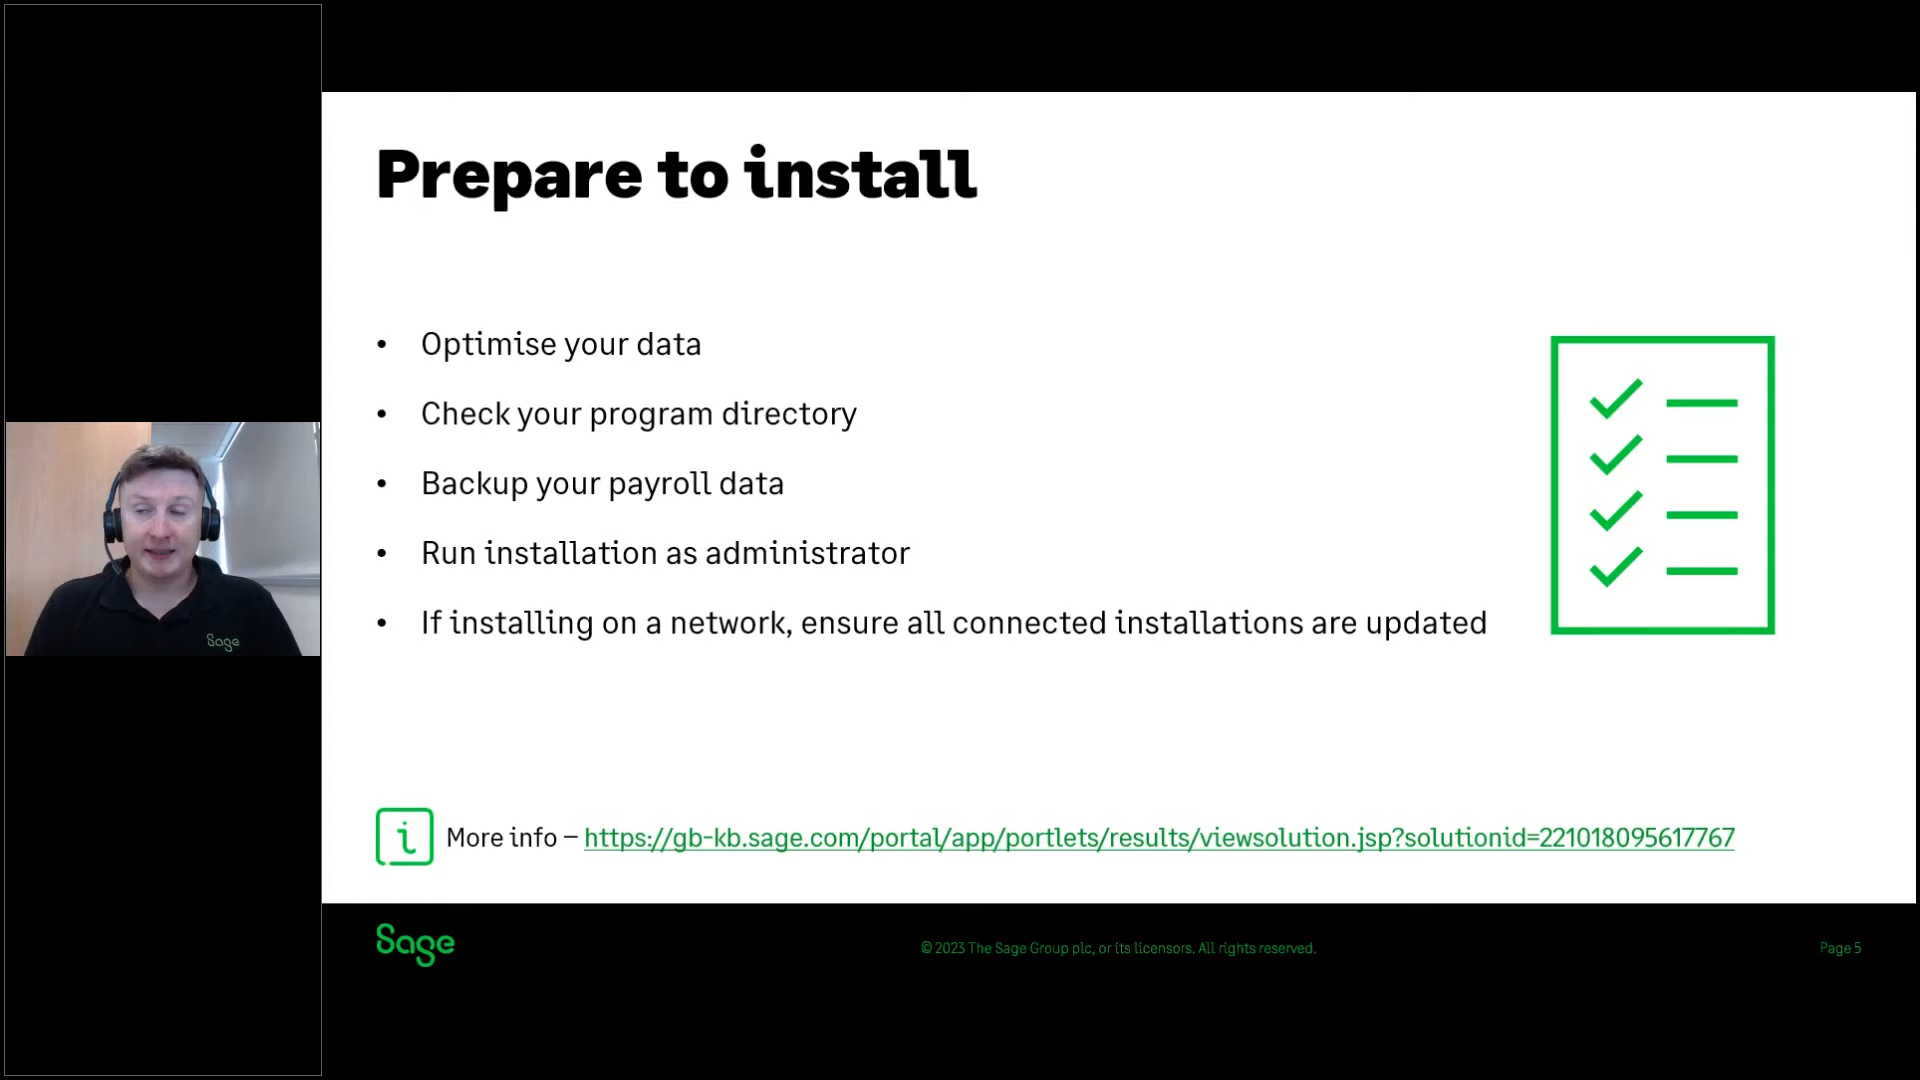 Prepare to install
• Optimise your data
• Check your program directory
• Backup your payroll data
• Run installation as administrator
• If installing on a network, ensure all connected installations are updated
i More info – https://gb-kb.sage.com/portal/app/portlets/results/viewsolution.jsp?solutionid=221018095617767
Sage
Sage
© 2023 The Sage Group plc, or its licensors. All rights reserved.
Page 5